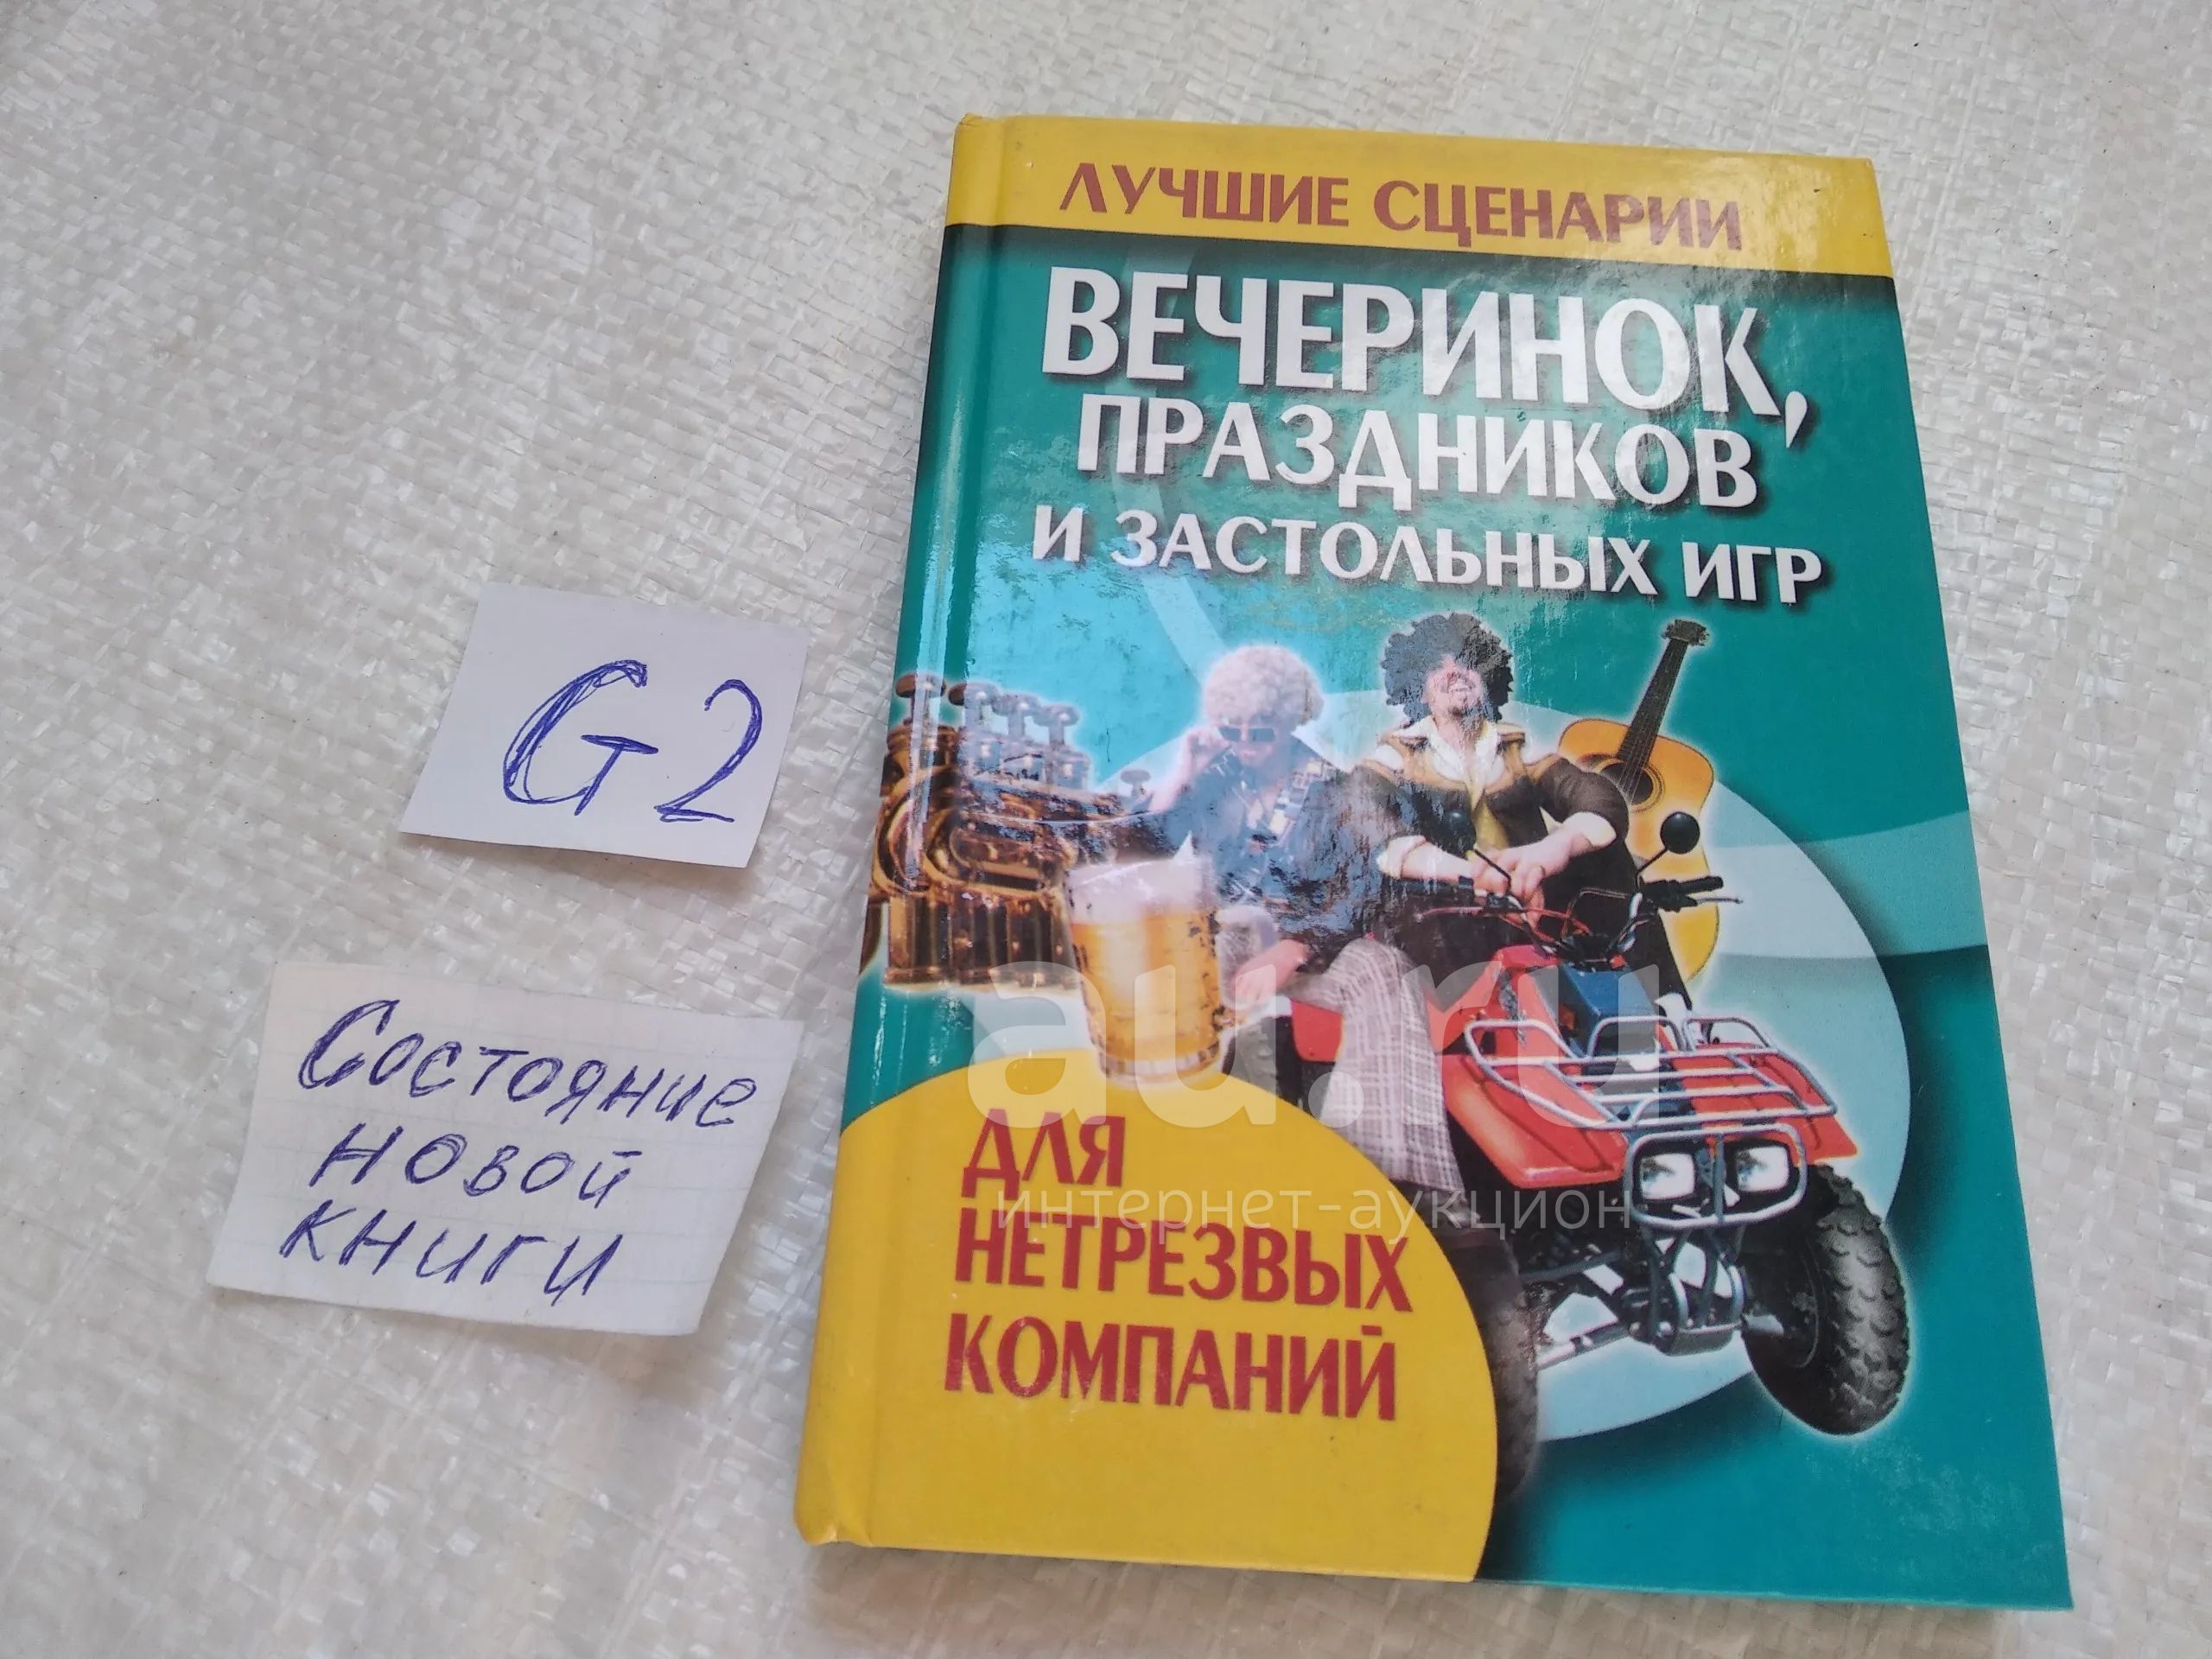 ЛУЧШИЕ СЦЕНАРИИ
ВЕЧЕРИНОК,
ПРАЗДНИКОВ
И ЗАСТОЛЬНЫХ ИГР
G2
Состояние
новой
книги
au.ru
интернет-аукцион
ДЛЯ
НЕТРЕЗВЫХ
КОМПАНИЙ